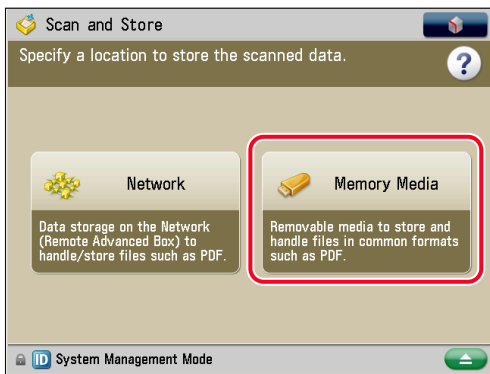 Scan and Store
Specify a location to store the scanned data.
?
Network
Data storage on the Network
(Remote Advanced Box) to
handle/store files such as PDF.
Memory Media
Removable media to store and
handle files in common formats
such as PDF.
ID System Management Mode